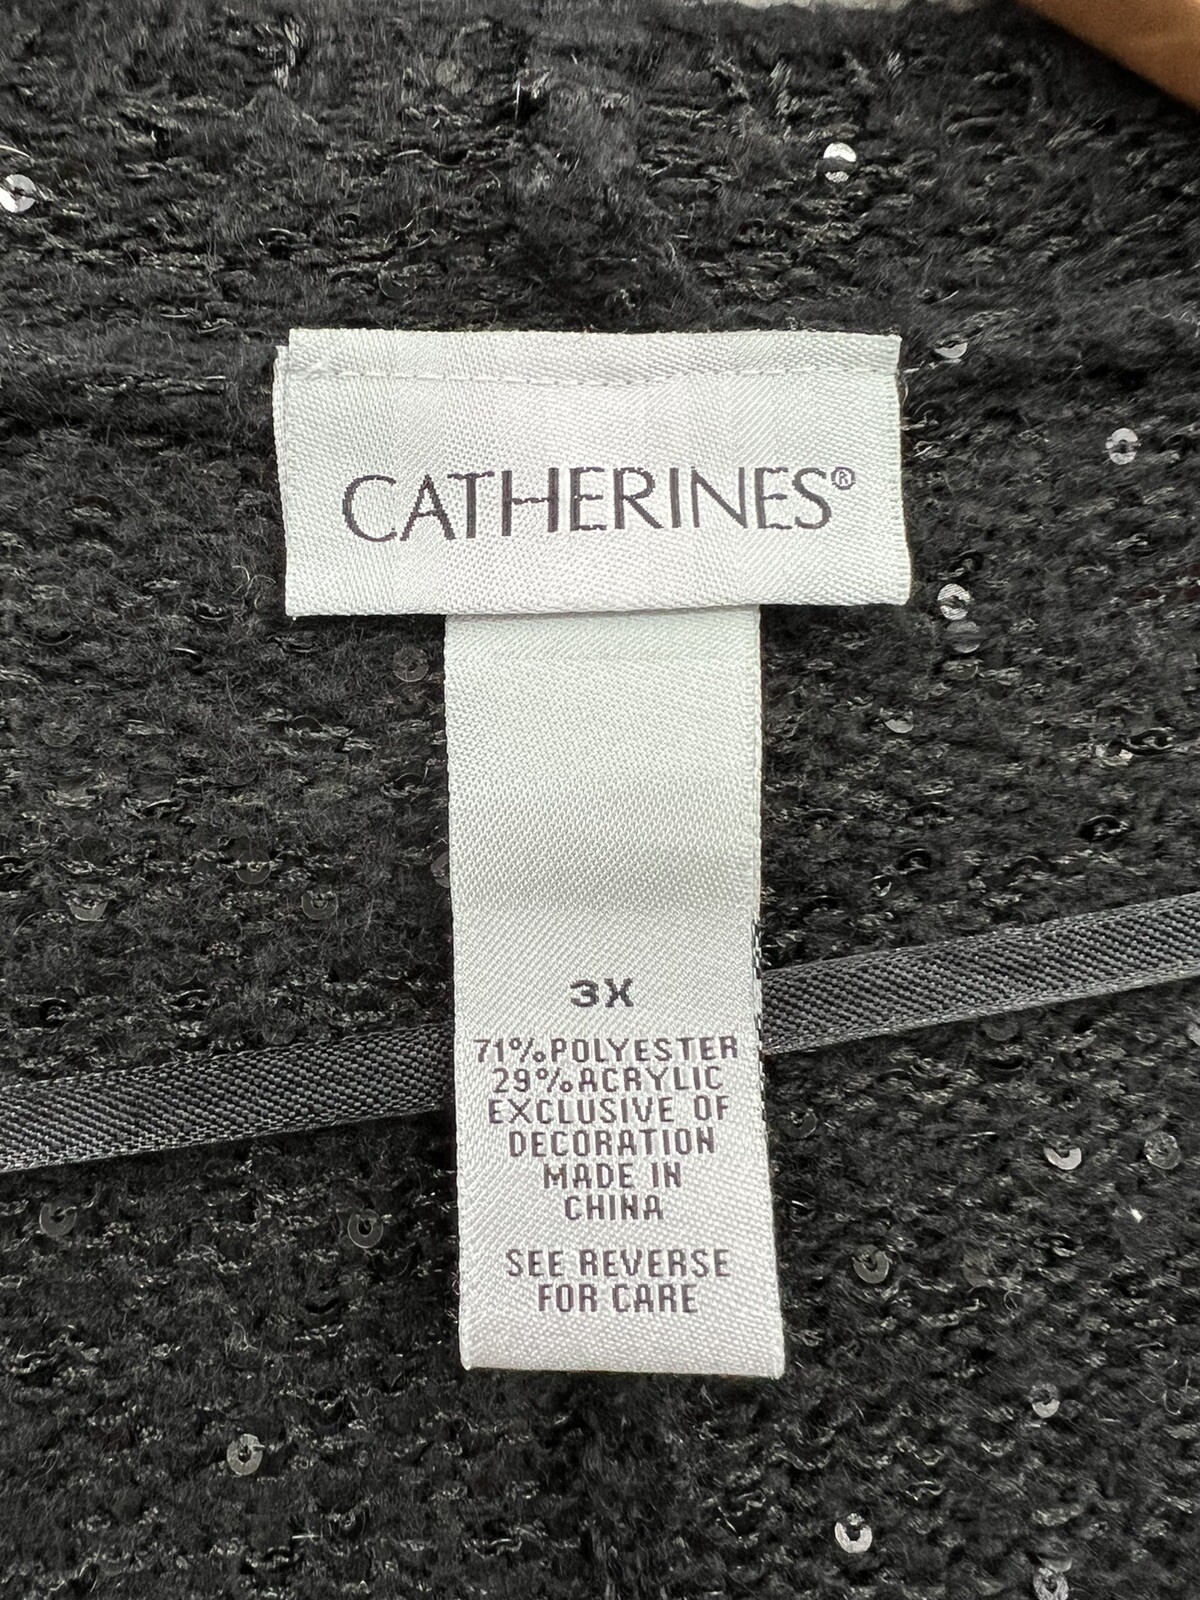 CATHERINES®
3X
71% POLYESTER
29% ACRYLIC
EXCLUSIVE OF
DECORATION
MADE IN
CHINA
SEE REVERSE
FOR CARE